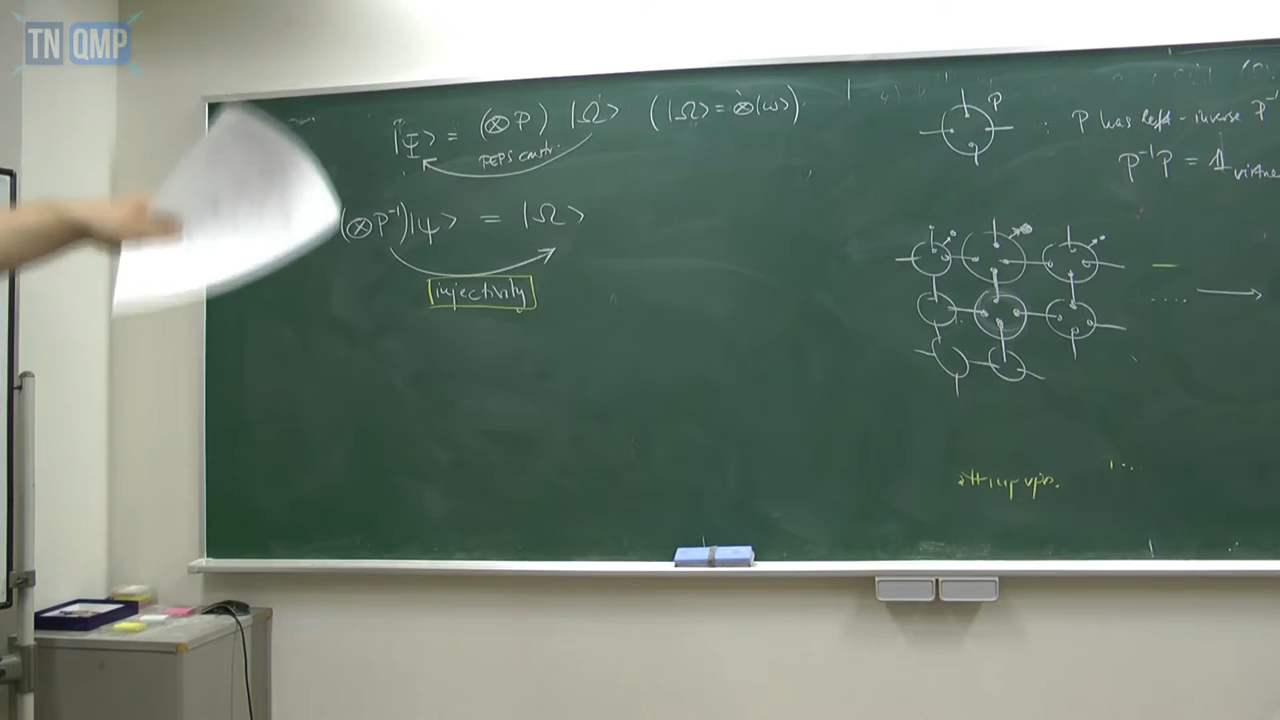 TN QMP
|Ψ> = (⊗P) |Ω> (|Ω> = ⊗|ω>)
PEPS constr.
(⊗P⁻¹)|ψ> = |Ω>
injectivity
P
: P has left-inverse P⁻¹
P⁻¹P = 𝟙